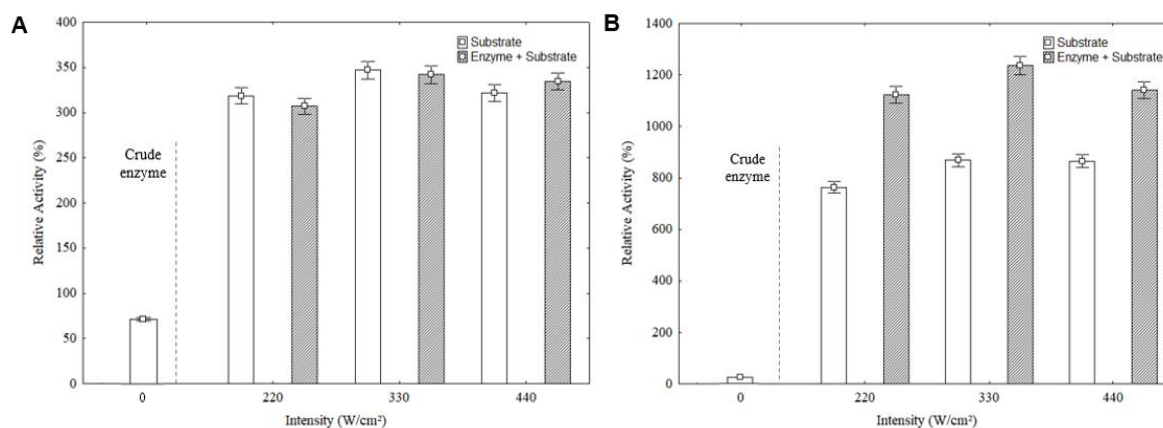 A
Relative Activity (%)
400
350
300
250
200
150
100
50
0
Substrate
Enzyme + Substrate
Crude
enzyme
0
220
330
440
Intensity (W/cm²)
B
Relative Activity (%)
1400
1200
1000
800
600
400
200
0
Substrate
Enzyme + Substrate
Crude
enzyme
0
220
330
440
Intensity (W/cm²)